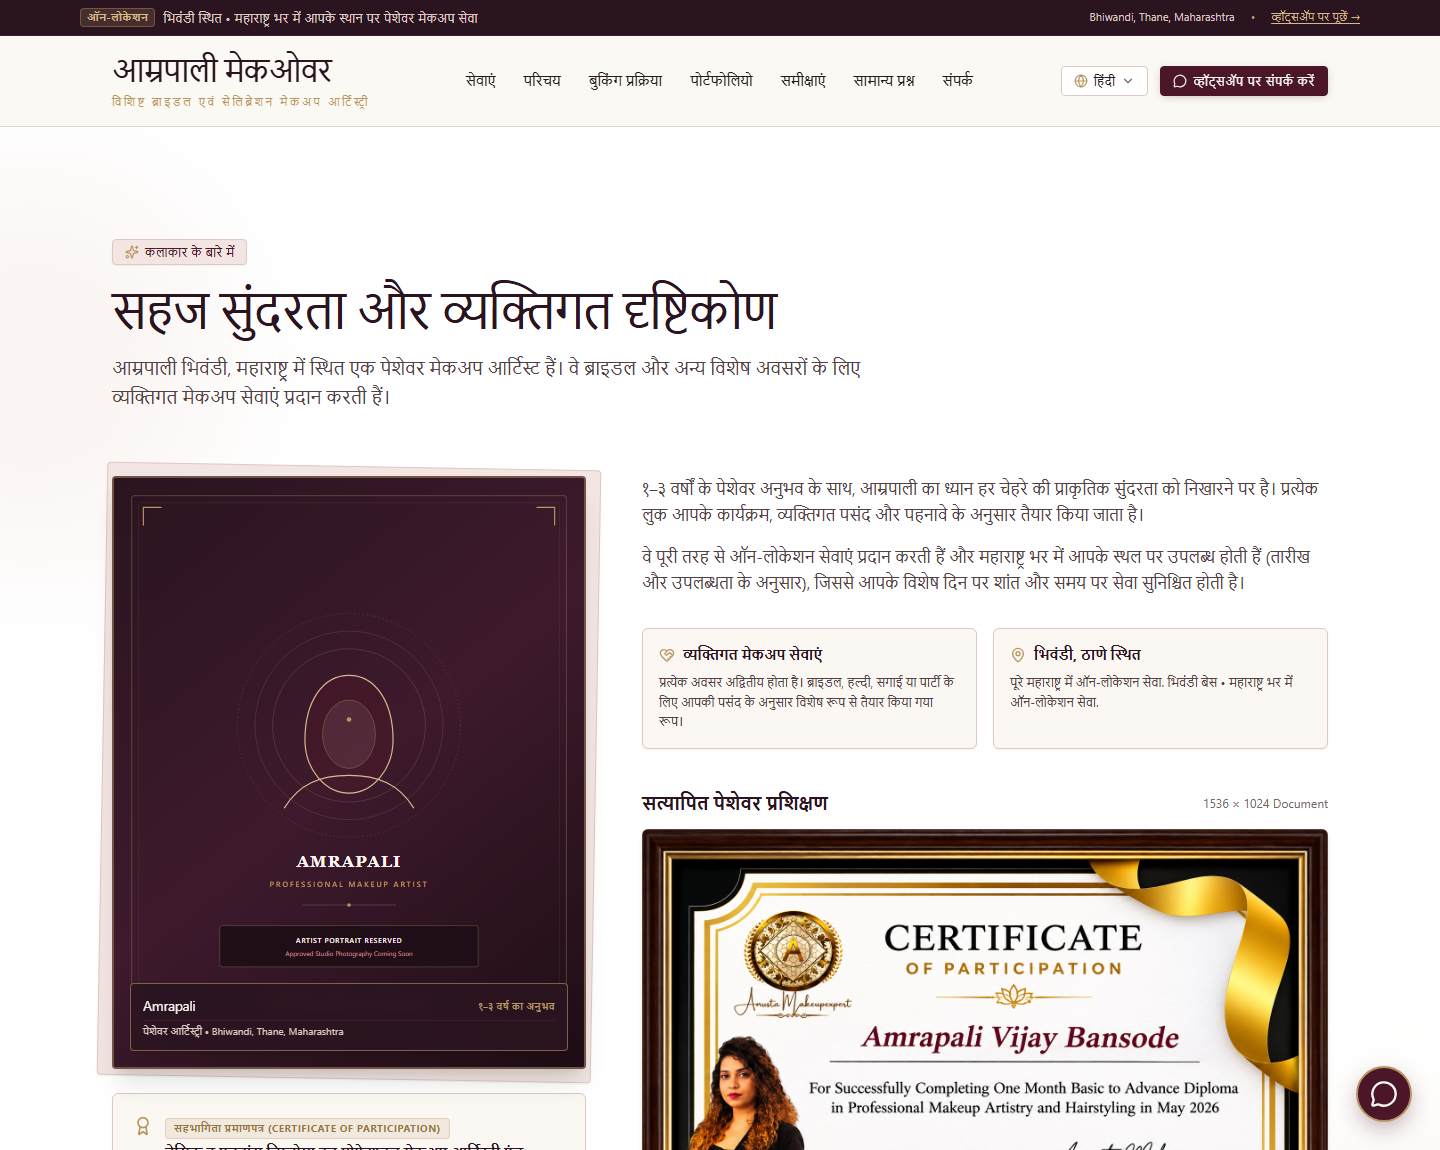 ऑन-लोकेशन भिवंडी स्थित • महाराष्ट्र भर में आपके स्थान पर पेशेवर मेकअप सेवा
Bhiwandi, Thane, Maharashtra • व्हॉट्सअ‍ॅप पर पूछें →
आम्रपाली मेकओवर
विशिष्ट ब्राइडल एवं सेलिब्रेशन मेकअप आर्टिस्ट्री
सेवाएं परिचय बुकिंग प्रक्रिया पोर्टफोलियो समीक्षाएं सामान्य प्रश्न संपर्क
हिंदी
व्हॉट्सअ‍ॅप पर संपर्क करें
कलाकार के बारे में
सहज सुंदरता और व्यक्तिगत दृष्टिकोण
आम्रपाली भिवंडी, महाराष्ट्र में स्थित एक पेशेवर मेकअप आर्टिस्ट हैं। वे ब्राइडल और अन्य विशेष अवसरों के लिए
व्यक्तिगत मेकअप सेवाएं प्रदान करती हैं।
AMRAPALI
PROFESSIONAL MAKEUP ARTIST
ARTIST PORTRAIT RESERVED
Approved Studio Photography Coming Soon
Amrapali १–३ वर्ष का अनुभव
पेशेवर आर्टिस्ट्री • Bhiwandi, Thane, Maharashtra
सहभागिता प्रमाणपत्र (CERTIFICATE OF PARTICIPATION)
१–३ वर्षों के पेशेवर अनुभव के साथ, आम्रपाली का ध्यान हर चेहरे की प्राकृतिक सुंदरता को निखारने पर है। प्रत्येक
लुक आपके कार्यक्रम, व्यक्तिगत पसंद और पहनावे के अनुसार तैयार किया जाता है।
वे पूरी तरह से ऑन-लोकेशन सेवाएं प्रदान करती हैं और महाराष्ट्र भर में आपके स्थल पर उपलब्ध होती हैं (तारीख
और उपलब्धता के अनुसार), जिससे आपके विशेष दिन पर शांत और समय पर सेवा सुनिश्चित होती है।
व्यक्तिगत मेकअप सेवाएं
प्रत्येक अवसर अद्वितीय होता है। ब्राइडल, हल्दी, सगाई या पार्टी के
लिए आपकी पसंद के अनुसार विशेष रूप से तैयार किया गया
रूप।
भिवंडी, ठाणे स्थित
पूरे महाराष्ट्र में ऑन-लोकेशन सेवा. भिवंडी बेस • महाराष्ट्र भर में
ऑन-लोकेशन सेवा.
सत्यापित पेशेवर प्रशिक्षण
1536 × 1024 Document
CERTIFICATE
OF PARTICIPATION
A
Anusta Makeupexpert
Amrapali Vijay Bansode
For Successfully Completing One Month Basic to Advance Diploma
in Professional Makeup Artistry and Hairstyling in May 2026